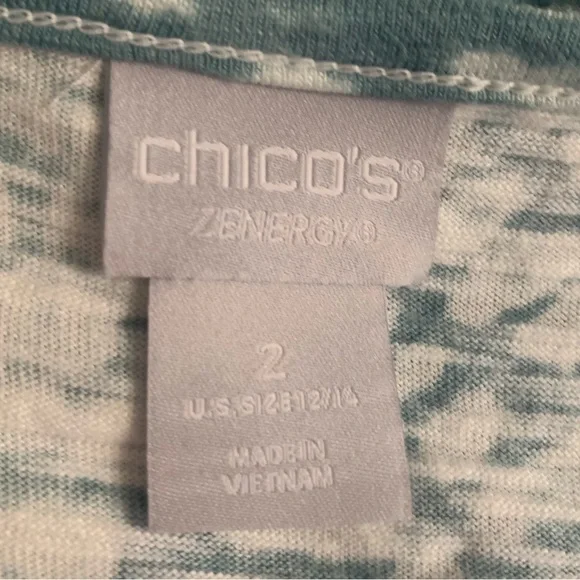 chico's®
ZENERGY®
2
U.S. SIZE 12/14
MADE IN
VIETNAM